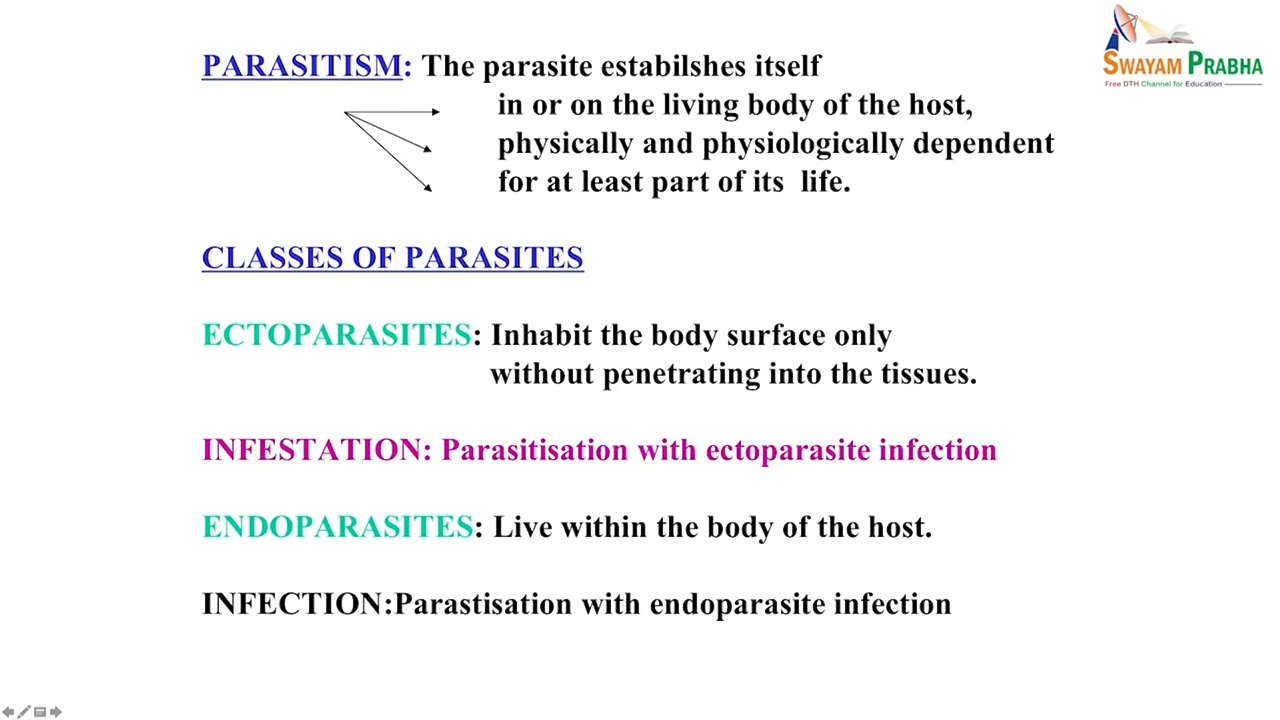 PARASITISM: The parasite estabilshes itself
in or on the living body of the host,
physically and physiologically dependent
for at least part of its life.
CLASSES OF PARASITES
ECTOPARASITES: Inhabit the body surface only
without penetrating into the tissues.
INFESTATION: Parasitisation with ectoparasite infection
ENDOPARASITES: Live within the body of the host.
INFECTION:Parastisation with endoparasite infection
SWAYAM PRABHA
Free DTH Channel for Education